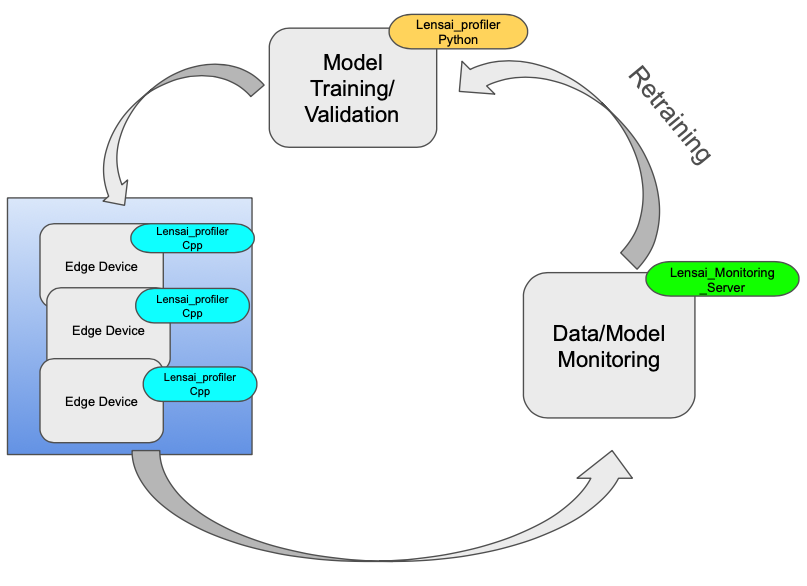 Lensai_profiler
Python
Model
Training/
Validation
Retraining
Lensai_profiler
Cpp
Edge Device
Lensai_profiler
Cpp
Edge Device
Lensai_profiler
Cpp
Edge Device
Lensai_Monitoring
_Server
Data/Model
Monitoring